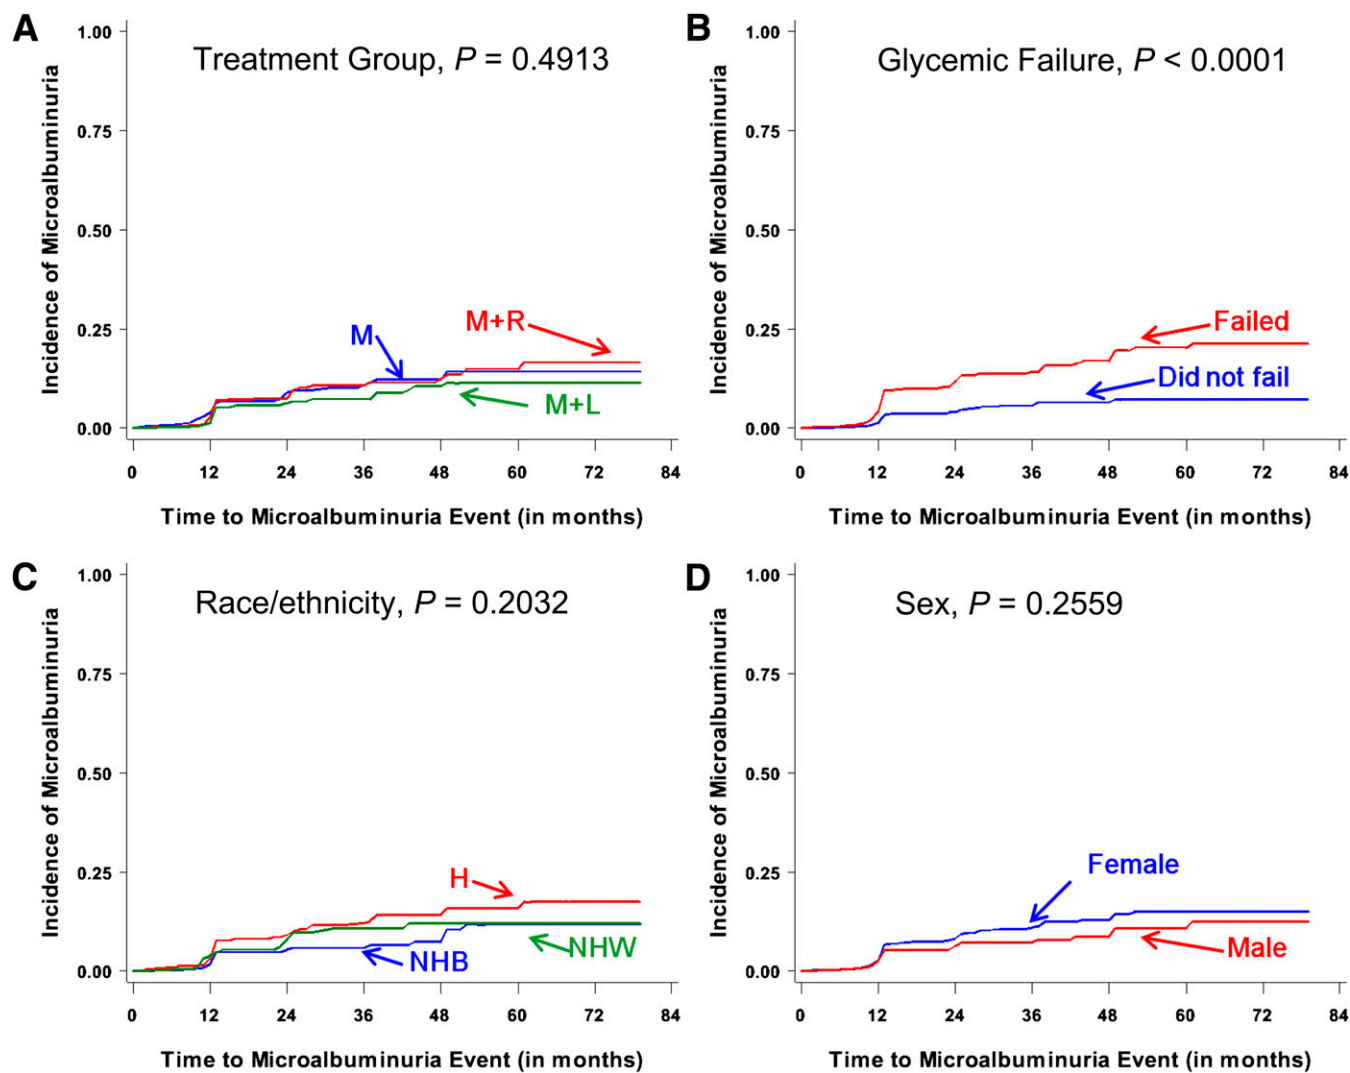 A
Treatment Group, P = 0.4913
Incidence of Microalbuminuria
1.00
0.75
0.50
0.25
0.00
M
M+R
M+L
0 12 24 36 48 60 72 84
Time to Microalbuminuria Event (in months)
B
Glycemic Failure, P < 0.0001
Incidence of Microalbuminuria
1.00
0.75
0.50
0.25
0.00
Failed
Did not fail
0 12 24 36 48 60 72 84
Time to Microalbuminuria Event (in months)
C
Race/ethnicity, P = 0.2032
Incidence of Microalbuminuria
1.00
0.75
0.50
0.25
0.00
H
NHB
NHW
0 12 24 36 48 60 72 84
Time to Microalbuminuria Event (in months)
D
Sex, P = 0.2559
Incidence of Microalbuminuria
1.00
0.75
0.50
0.25
0.00
Female
Male
0 12 24 36 48 60 72 84
Time to Microalbuminuria Event (in months)